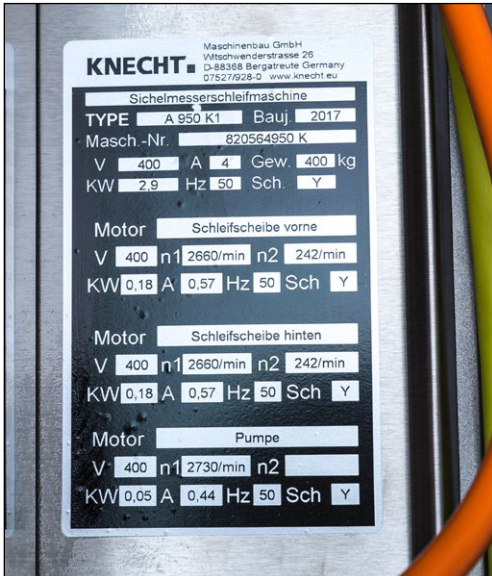 KNECHT
Maschinenbau GmbH
Witschwenderstrasse 26
D-88368 Bergatreute Germany
07527/928-0 www.knecht.eu
Sichelmesserschleifmaschine
TYPE A 950 K1 Bauj. 2017
Masch.-Nr. 820564950 K
V 400 A 4 Gew. 400 kg
KW 2,9 Hz 50 Sch. Y
Motor Schleifscheibe vorne
V 400 n1 2660/min n2 242/min
KW 0,18 A 0,57 Hz 50 Sch Y
Motor Schleifscheibe hinten
V 400 n1 2660/min n2 242/min
KW 0,18 A 0,57 Hz 50 Sch Y
Motor Pumpe
V 400 n1 2730/min n2
KW 0,05 A 0,44 Hz 50 Sch Y